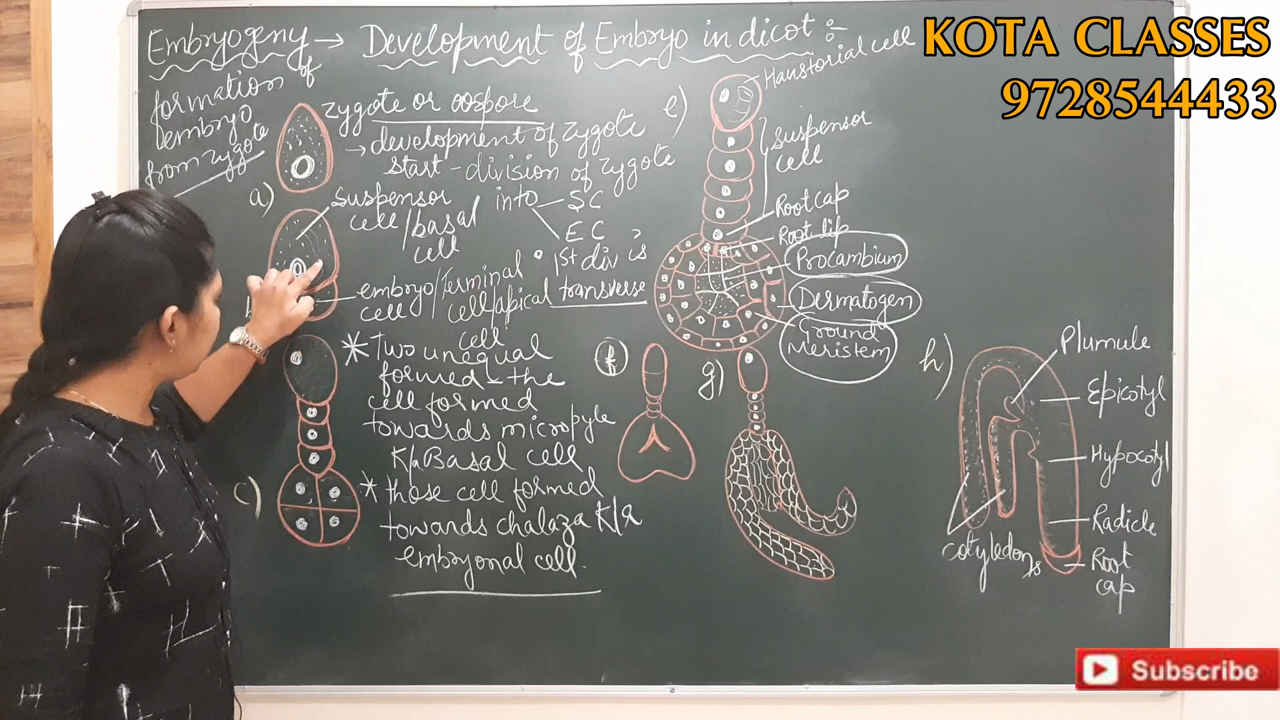 Embryogeny → Development of Embryo in dicot :
of
formation
embryo
from zygote
KOTA CLASSES
9728544433
zygote or oospore
→ development of zygote
start - division of zygote
into
SC
EC
a)
suspensor
cell/basal
cell
• 1st div is
transverse
embryo/Terminal
cell cell/apical
cell
* Two unequal
formed - the
cell formed
towards micropyle
K/a Basal cell
c)
* those cell formed
towards chalaza K/a
embryonal cell.
e)
Haustorial cell
Suspensor
cell
Root cap
Root tip
Procambium
Dermatogen
Ground
Meristem
f)
g)
h)
Plumule
Epicotyl
Hypocotyl
Radicle
Root
cap
cotyledons
Subscribe